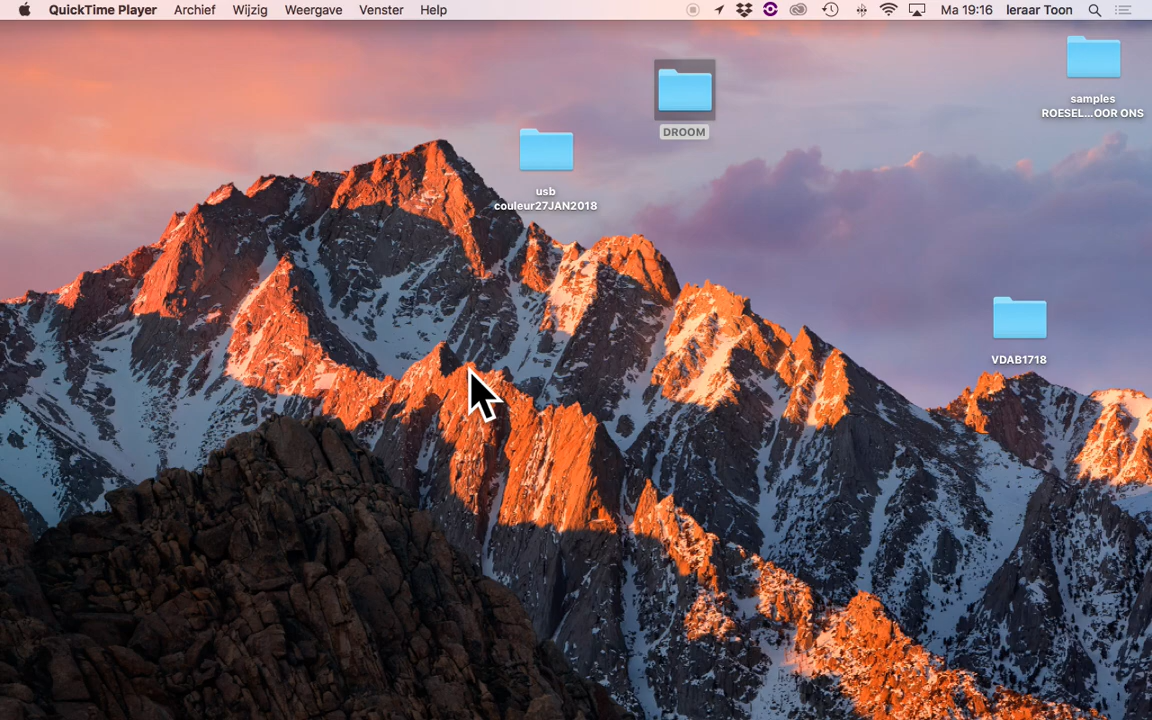 QuickTime Player Archief Wijzig Weergave Venster Help Ma 19:16 leraar Toon
samples
ROESEL...OOR ONS
DROOM
usb
couleur27JAN2018
VDAB1718